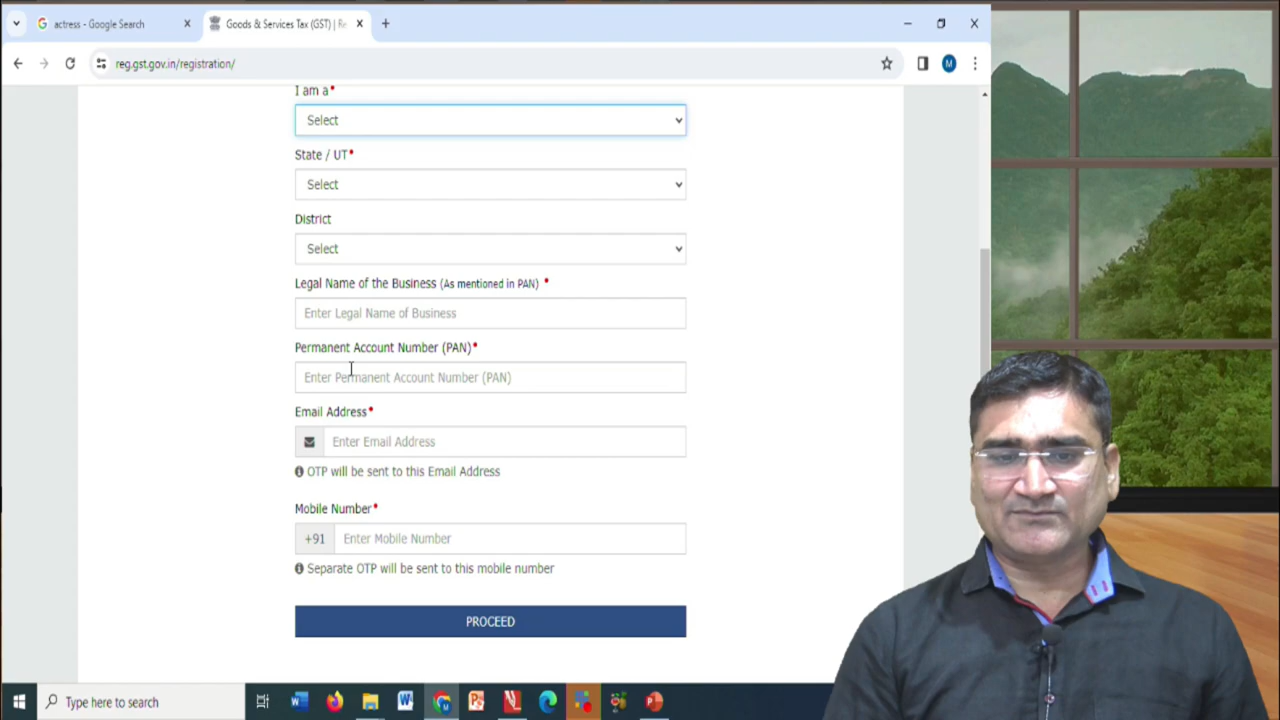 actress - Google Search
Goods & Services Tax (GST) | Re
reg.gst.gov.in/registration/
M
I am a*
Select
State / UT*
Select
District
Select
Legal Name of the Business (As mentioned in PAN) *
Enter Legal Name of Business
Permanent Account Number (PAN)*
Enter Permanent Account Number (PAN)
Email Address*
Enter Email Address
OTP will be sent to this Email Address
Mobile Number*
+91 Enter Mobile Number
Separate OTP will be sent to this mobile number
PROCEED
Type here to search